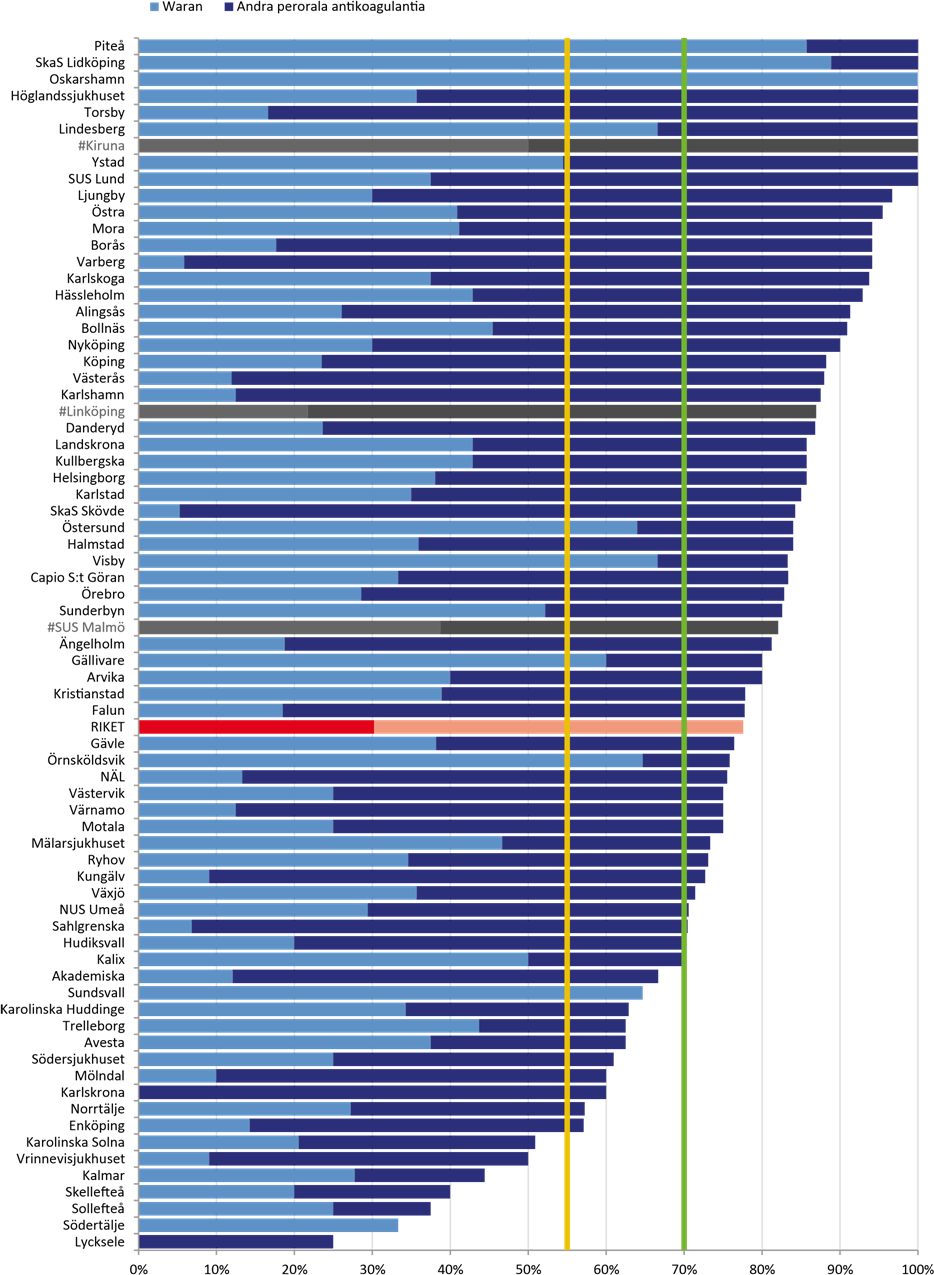 Waran Andra perorala antikoagulantia
Piteå
SkaS Lidköping
Oskarshamn
Höglandssjukhuset
Torsby
Lindesberg
#Kiruna
Ystad
SUS Lund
Ljungby
Östra
Mora
Borås
Varberg
Karlskoga
Hässleholm
Alingsås
Bollnäs
Nyköping
Köping
Västerås
Karlshamn
#Linköping
Danderyd
Landskrona
Kullbergska
Helsingborg
Karlstad
SkaS Skövde
Östersund
Halmstad
Visby
Capio S:t Göran
Örebro
Sunderbyn
#SUS Malmö
Ängelholm
Gällivare
Arvika
Kristianstad
Falun
RIKET
Gävle
Örnsköldsvik
NÄL
Västervik
Värnamo
Motala
Mälarsjukhuset
Ryhov
Kungälv
Växjö
NUS Umeå
Sahlgrenska
Hudiksvall
Kalix
Akademiska
Sundsvall
Karolinska Huddinge
Trelleborg
Avesta
Södersjukhuset
Mölndal
Karlskrona
Norrtälje
Enköping
Karolinska Solna
Vrinnevisjukhuset
Kalmar
Skellefteå
Sollefteå
Södertälje
Lycksele
0% 10% 20% 30% 40% 50% 60% 70% 80% 90% 100%